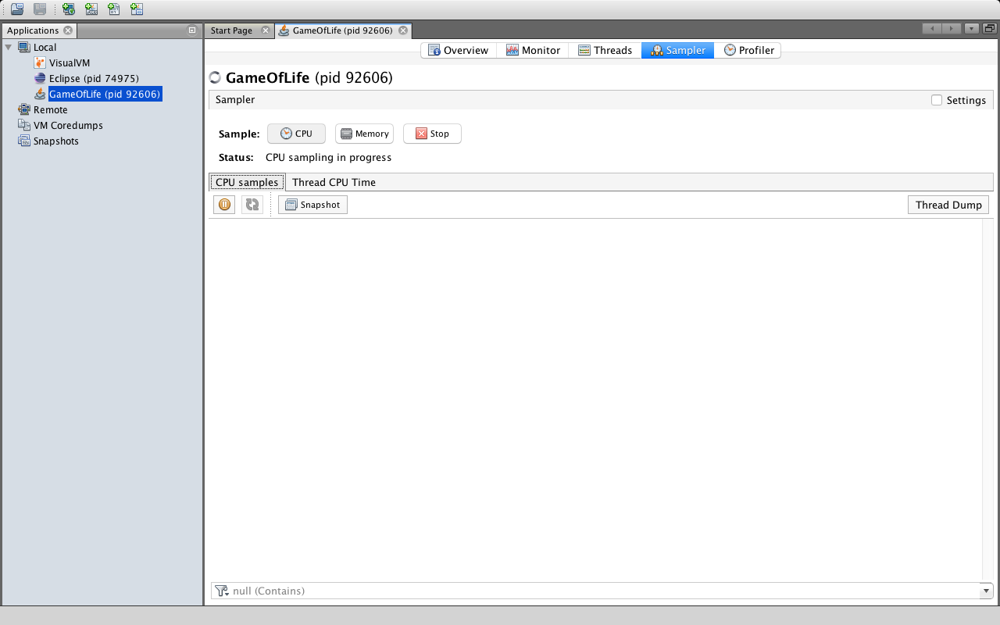 Applications
Start Page
GameOfLife (pid 92606)
Local
VisualVM
Eclipse (pid 74975)
GameOfLife (pid 92606)
Remote
VM Coredumps
Snapshots
Overview Monitor Threads Sampler Profiler
GameOfLife (pid 92606)
Sampler
Settings
Sample: CPU Memory Stop
Status: CPU sampling in progress
CPU samples Thread CPU Time
Snapshot
Thread Dump
null (Contains)